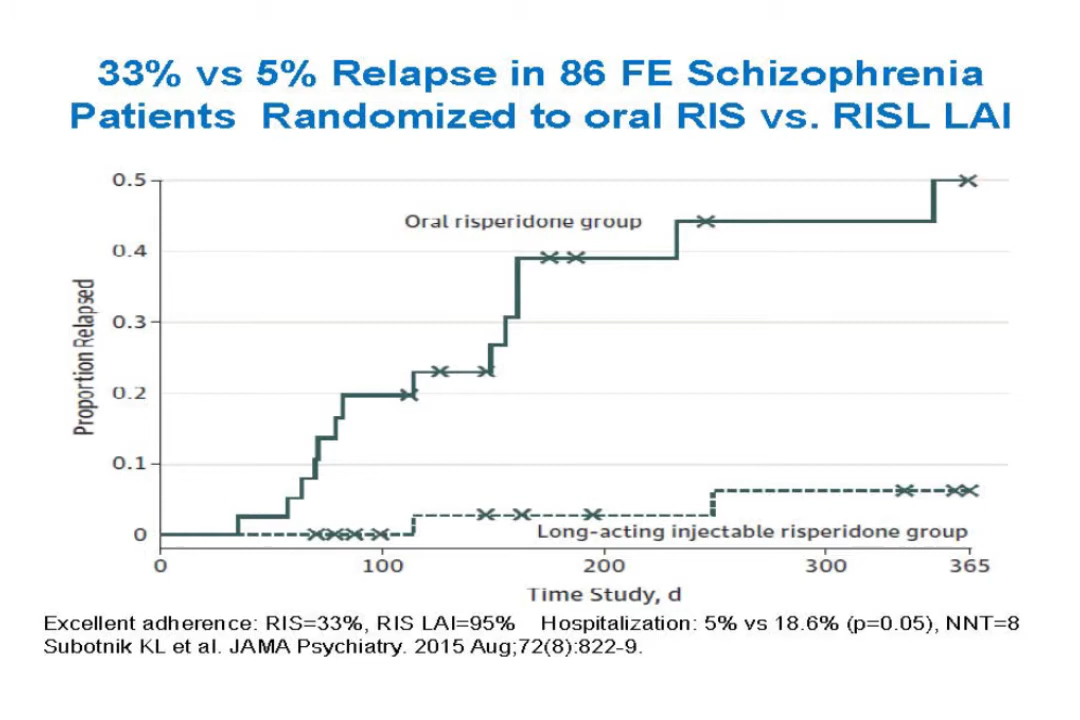 33% vs 5% Relapse in 86 FE Schizophrenia
Patients Randomized to oral RIS vs. RISL LAI
0.5
Oral risperidone group
0.4
0.3
Proportion Relapsed
0.2
0.1
0
Long-acting injectable risperidone group
0 100 200 300 365
Time Study, d
Excellent adherence: RIS=33%, RIS LAI=95% Hospitalization: 5% vs 18.6% (p=0.05), NNT=8
Subotnik KL et al. JAMA Psychiatry. 2015 Aug;72(8):822-9.